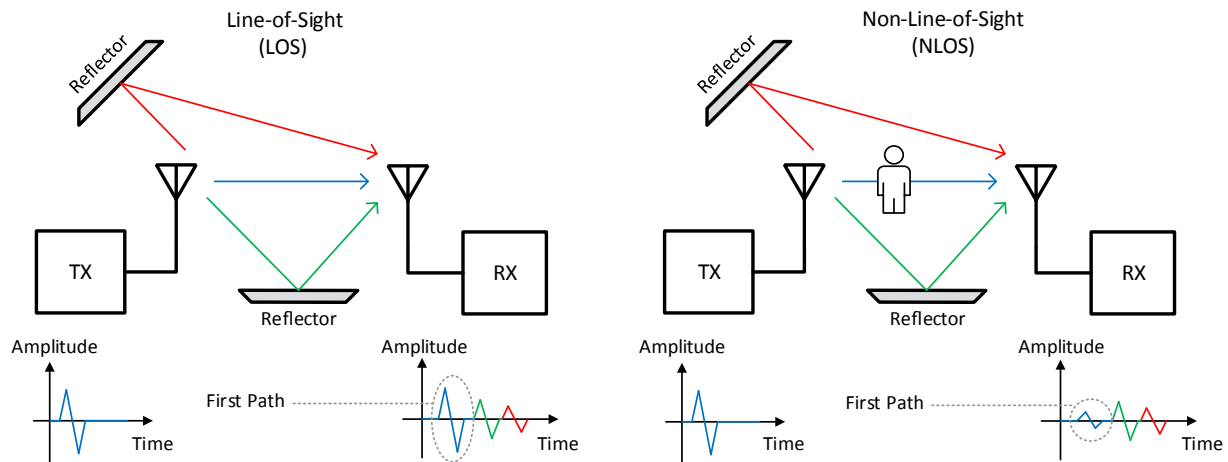 Line-of-Sight
(LOS)
Reflector
TX
RX
Reflector
Amplitude
Time
First Path
Amplitude
Time
Non-Line-of-Sight
(NLOS)
Reflector
TX
RX
Reflector
Amplitude
Time
First Path
Amplitude
Time